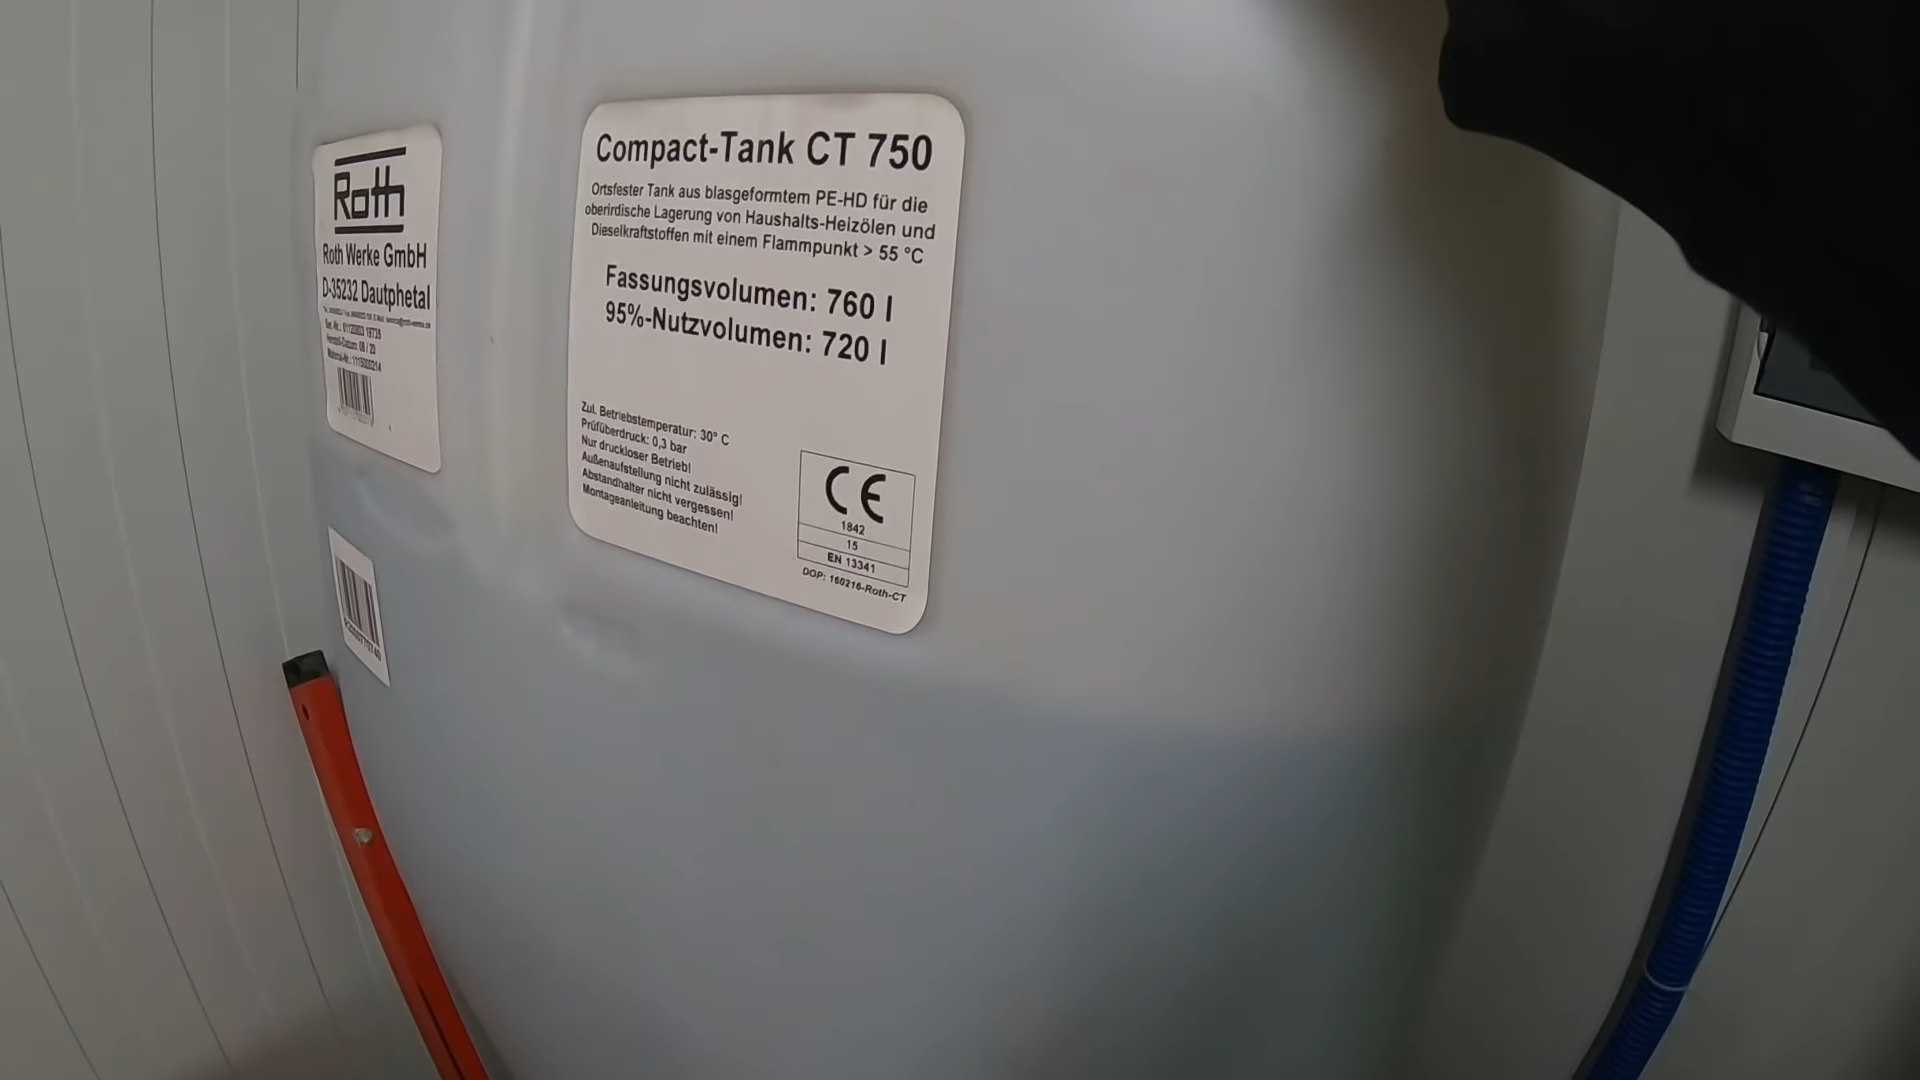 Roth
Roth Werke GmbH
D-35232 Dautphetal
Compact-Tank CT 750
Ortsfester Tank aus blasgeformtem PE-HD für die
oberirdische Lagerung von Haushalts-Heizölen und
Dieselkraftstoffen mit einem Flammpunkt > 55 °C
Fassungsvolumen: 760 l
95%-Nutzvolumen: 720 l
Zul. Betriebstemperatur: 30° C
Prüfüberdruck: 0,3 bar
Nur druckloser Betrieb!
Außenaufstellung nicht zulässig!
Abstandhalter nicht vergessen!
Montageanleitung beachten!
CE
1842
15
EN 13341
DOP: 160216-Roth-CT